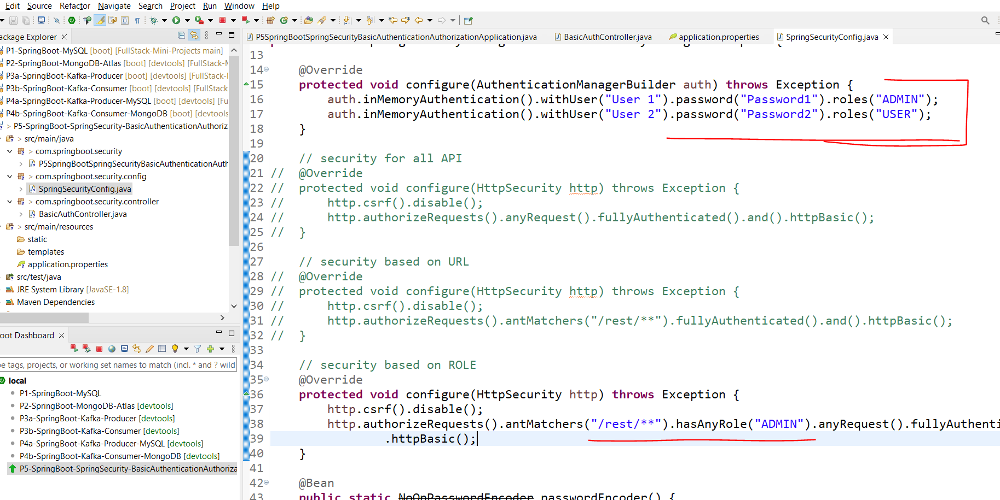 Edit Source Refactor Navigate Search Project Run Window Help
ackage Explorer
P1-SpringBoot-MySQL [boot] [FullStack-Mini-Projects main]
P2-SpringBoot-MongoDB-Atlas [boot] [devtools] [FullStack-M
P3a-SpringBoot-Kafka-Producer [boot] [devtools] [FullStack-M
P3b-SpringBoot-Kafka-Consumer [boot] [devtools] [FullStack
P4a-SpringBoot-Kafka-Producer-MySQL [boot] [devtools] [Fu
P4b-SpringBoot-Kafka-Consumer-MongoDB [boot] [devtools
> P5-SpringBoot-SpringSecurity-BasicAuthenticationAuthoriz
> src/main/java
> com.springboot.security
P5SpringBootSpringSecurityBasicAuthenticationAuth
> com.springboot.security.config
SpringSecurityConfig.java
> com.springboot.security.controller
BasicAuthController.java
> src/main/resources
static
templates
application.properties
src/test/java
JRE System Library [JavaSE-1.8]
Maven Dependencies
oot Dashboard
pe tags, projects, or working set names to match (incl. * and ? wild
local
P1-SpringBoot-MySQL
P2-SpringBoot-MongoDB-Atlas [devtools]
P3a-SpringBoot-Kafka-Producer [devtools]
P3b-SpringBoot-Kafka-Consumer [devtools]
P4a-SpringBoot-Kafka-Producer-MySQL [devtools]
P4b-SpringBoot-Kafka-Consumer-MongoDB [devtools]
P5-SpringBoot-SpringSecurity-BasicAuthenticationAuthoriza
P5SpringBootSpringSecurityBasicAuthenticationAuthorizationApplication.java BasicAuthController.java application.properties SpringSecurityConfig.java
13
14 @Override
15 protected void configure(AuthenticationManagerBuilder auth) throws Exception {
16 auth.inMemoryAuthentication().withUser("User 1").password("Password1").roles("ADMIN");
17 auth.inMemoryAuthentication().withUser("User 2").password("Password2").roles("USER");
18 }
19
20 // security for all API
21 // @Override
22 // protected void configure(HttpSecurity http) throws Exception {
23 // http.csrf().disable();
24 // http.authorizeRequests().anyRequest().fullyAuthenticated().and().httpBasic();
25 // }
26
27 // security based on URL
28 // @Override
29 // protected void configure(HttpSecurity http) throws Exception {
30 // http.csrf().disable();
31 // http.authorizeRequests().antMatchers("/rest/**").fullyAuthenticated().and().httpBasic();
32 // }
33
34 // security based on ROLE
35 @Override
36 protected void configure(HttpSecurity http) throws Exception {
37 http.csrf().disable();
38 http.authorizeRequests().antMatchers("/rest/**").hasAnyRole("ADMIN").anyRequest().fullyAuthenti
39 .httpBasic();
40 }
41
42 @Bean
43 public static NoOpPasswordEncoder passwordEncoder() {